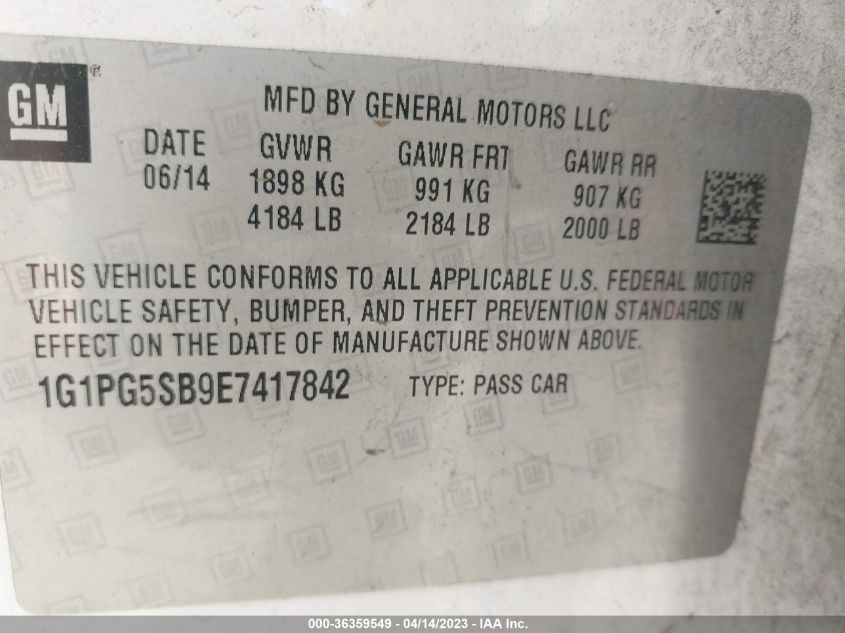 GM®
MFD BY GENERAL MOTORS LLC
DATE GVWR GAWR FRT GAWR RR
06/14 1898 KG 991 KG 907 KG
4184 LB 2184 LB 2000 LB
THIS VEHICLE CONFORMS TO ALL APPLICABLE U.S. FEDERAL MOTOR
VEHICLE SAFETY, BUMPER, AND THEFT PREVENTION STANDARDS IN
EFFECT ON THE DATE OF MANUFACTURE SHOWN ABOVE.
1G1PG5SB9E7417842 TYPE: PASS CAR
000-36359549 - 04/14/2023 - IAA Inc.